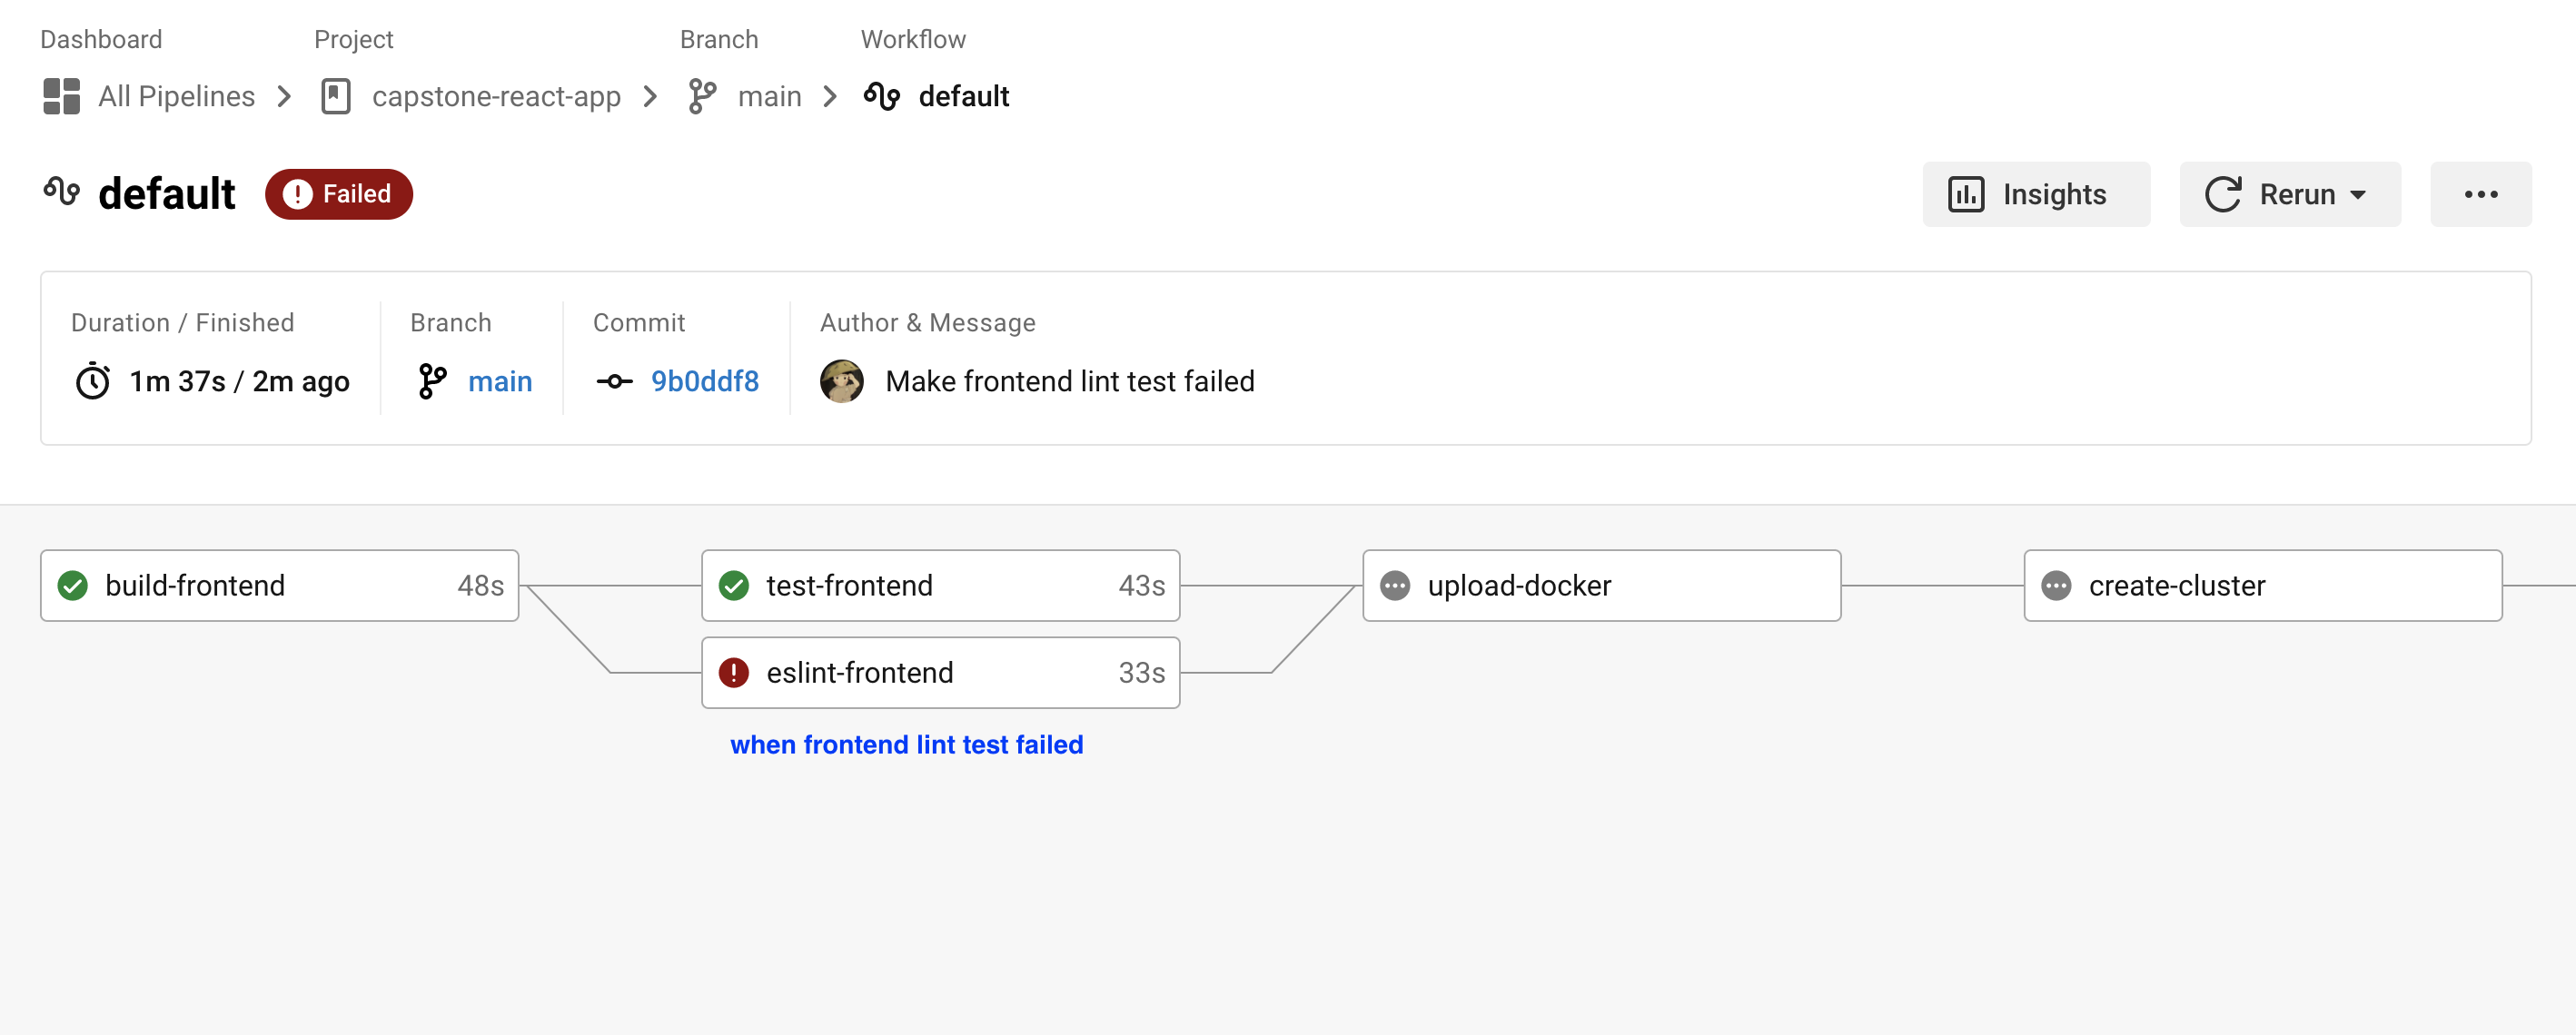 Dashboard Project Branch Workflow
All Pipelines capstone-react-app main default
default Failed Insights Rerun
Duration / Finished Branch Commit Author & Message
1m 37s / 2m ago main 9b0ddf8 Make frontend lint test failed
build-frontend 48s test-frontend 43s upload-docker create-cluster
eslint-frontend 33s
when frontend lint test failed